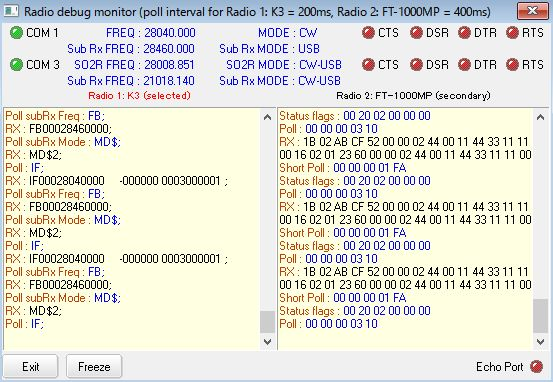 Radio debug monitor (poll interval for Radio 1: K3 = 200ms, Radio 2: FT-1000MP = 400ms)
COM 1 FREQ : 28040.000 MODE : CW CTS DSR DTR RTS
Sub Rx FREQ : 28460.000 Sub Rx MODE : USB
COM 3 SO2R FREQ : 28008.851 SO2R MODE : CW-USB CTS DSR DTR RTS
Sub Rx FREQ : 21018.140 Sub Rx MODE : CW-USB
Radio 1: K3 (selected) Radio 2: FT-1000MP (secondary)
Poll subRx Freq : FB;
RX : FB00028460000;
Poll subRx Mode : MD$;
RX : MD$2;
Poll : IF;
RX : IF00028040000 -000000 0003000001 ;
Poll subRx Freq : FB;
RX : FB00028460000;
Poll subRx Mode : MD$;
RX : MD$2;
Poll : IF;
RX : IF00028040000 -000000 0003000001 ;
Poll subRx Freq : FB;
RX : FB00028460000;
Poll subRx Mode : MD$;
RX : MD$2;
Poll : IF;
Status flags : 00 20 02 00 00 00
Poll : 00 00 00 03 10
RX : 1B 02 AB CF 52 00 00 02 44 00 11 44 33 11 11
00 16 02 01 23 60 00 00 02 44 00 11 44 33 11 00
Short Poll : 00 00 00 01 FA
Status flags : 00 20 02 00 00 00
Poll : 00 00 00 03 10
RX : 1B 02 AB CF 52 00 00 02 44 00 11 44 33 11 11
00 16 02 01 23 60 00 00 02 44 00 11 44 33 11 00
Short Poll : 00 00 00 01 FA
Status flags : 00 20 02 00 00 00
Poll : 00 00 00 03 10
RX : 1B 02 AB CF 52 00 00 02 44 00 11 44 33 11 11
00 16 02 01 23 60 00 00 02 44 00 11 44 33 11 00
Short Poll : 00 00 00 01 FA
Status flags : 00 20 02 00 00 00
Poll : 00 00 00 03 10
Exit Freeze Echo Port